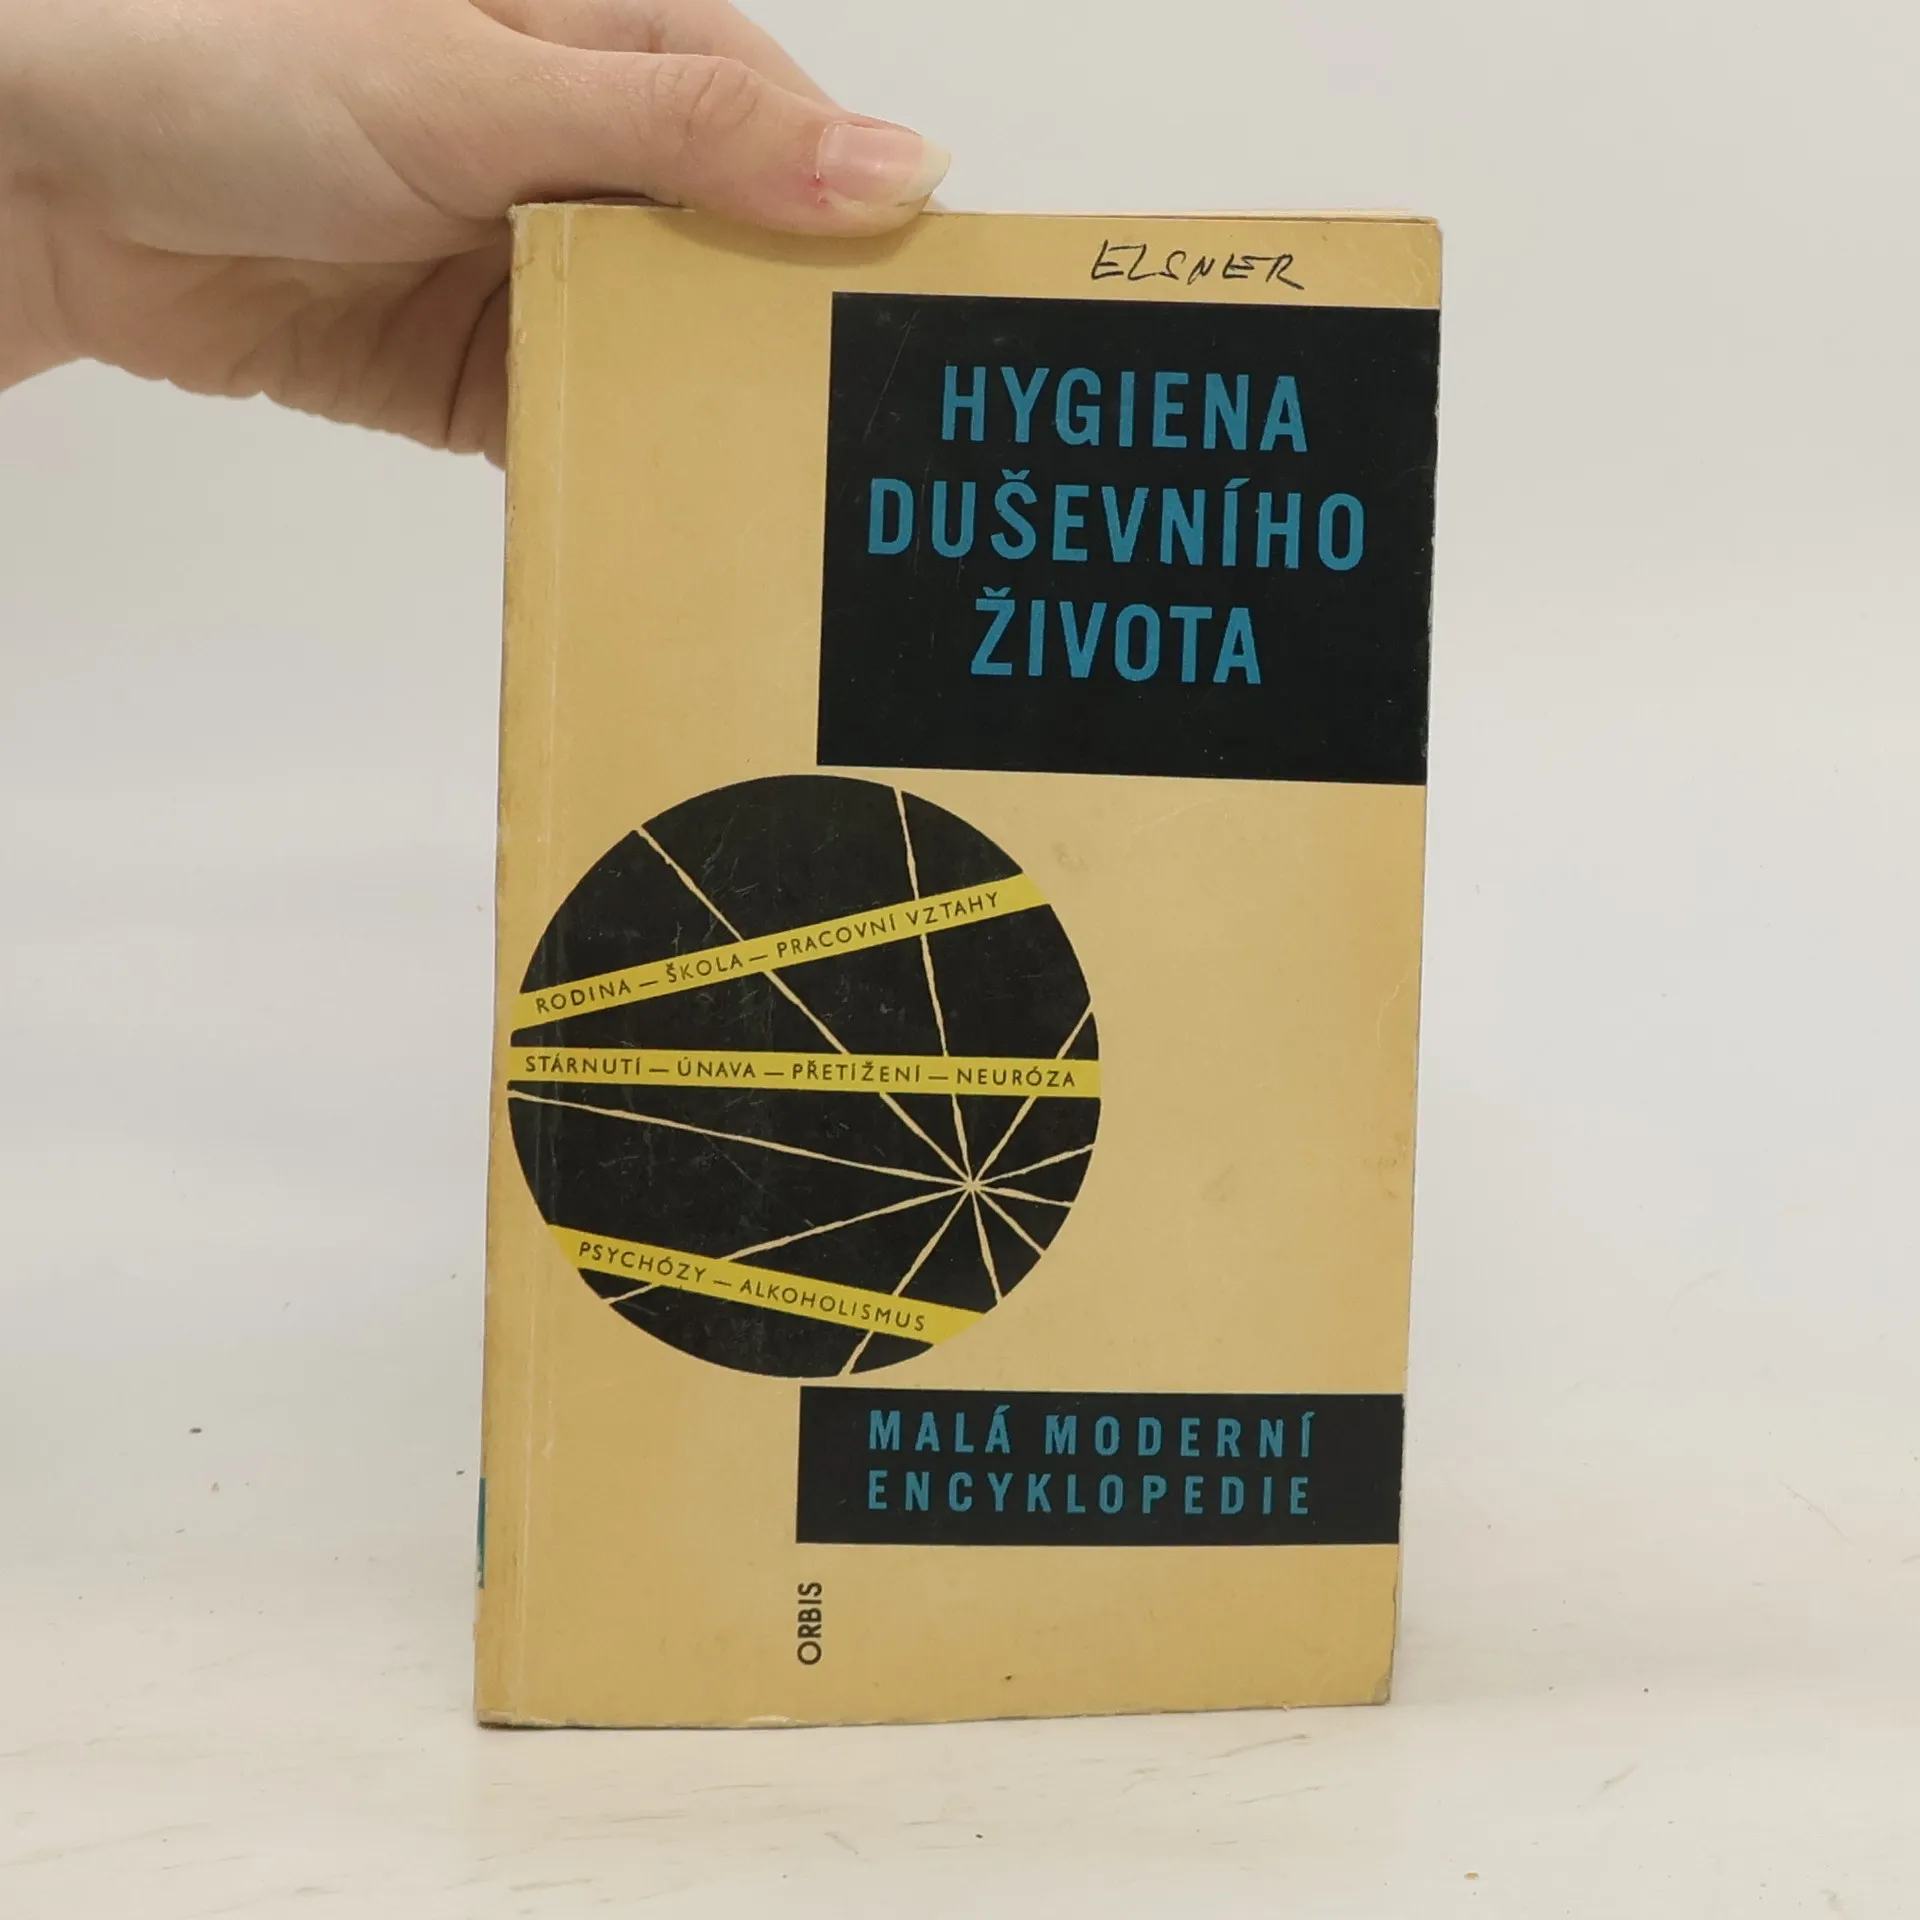 ELSNER
HYGIENA
DUŠEVNÍHO
ŽIVOTA
RODINA — ŠKOLA — PRACOVNÍ VZTAHY
STÁRNUTÍ — ÚNAVA — PŘETÍŽENÍ — NEURÓZA
PSYCHÓZY — ALKOHOLISMUS
MALÁ MODERNÍ
ENCYKLOPEDIE
ORBIS